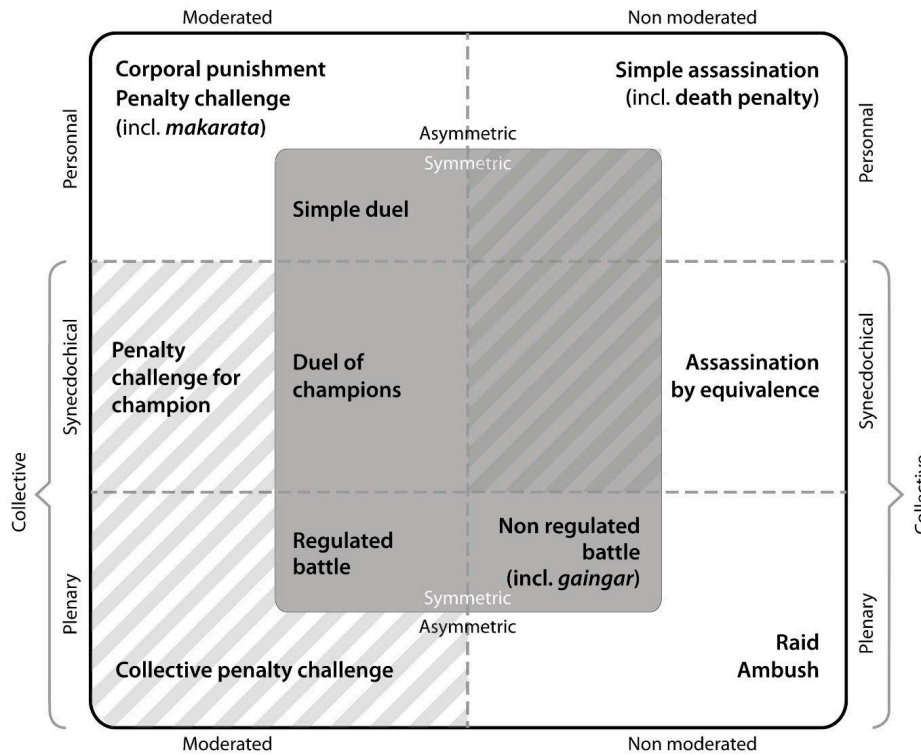 Moderated
Non moderated
Corporal punishment
Penalty challenge
(incl. makarata)
Simple assassination
(incl. death penalty)
Personnal
Personnal
Asymmetric
Symmetric
Simple duel
Collective
Synecdochical
Penalty
challenge for
champion
Duel of
champions
Assassination
by equivalence
Synecdochical
Collective
Plenary
Regulated
battle
Non regulated
battle
(incl. gaingar)
Plenary
Symmetric
Asymmetric
Collective penalty challenge
Raid
Ambush
Moderated
Non moderated